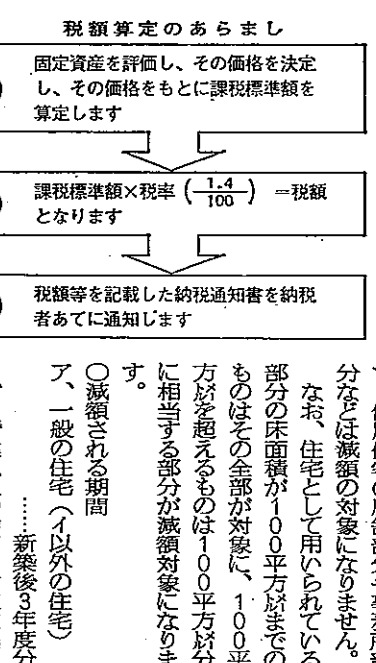 税額算定のあらまし
固定資産を評価し、その価格を決定
し、その価格をもとに課税標準額を
算定します
課税標準額×税率(1.4/100)=税額
となります
税額等を記載した納税通知書を納税
者あてに通知します
分などは減額の対象になりません。
なお、住宅として用いられている
部分の床面積が100平方㍍までの
ものはその全部が対象に、100平
方㍍を超えるものは100平方㍍分
に相当する部分が減額対象になりま
す。
○減額される期間
ア、一般の住宅(イ以外の住宅)
……新築後3年度分